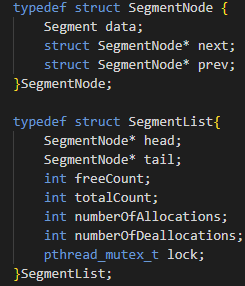 typedef struct SegmentNode {
    Segment data;
    struct SegmentNode* next;
    struct SegmentNode* prev;
}SegmentNode;

typedef struct SegmentList{
    SegmentNode* head;
    SegmentNode* tail;
    int freeCount;
    int totalCount;
    int numberOfAllocations;
    int numberOfDeallocations;
    pthread_mutex_t lock;
}SegmentList;